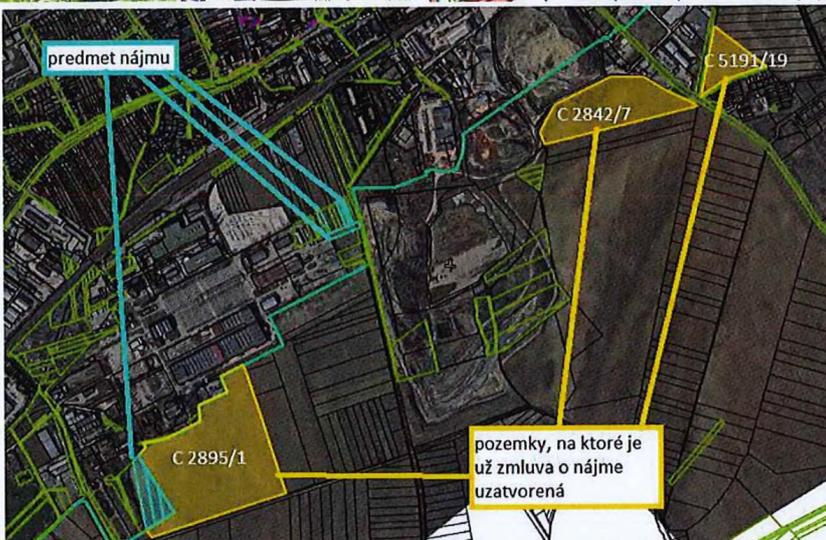 predmet nájmu
C 5191/19
C 2842/7
C 2895/1
pozemky, na ktoré je
už zmluva o nájme
uzatvorená